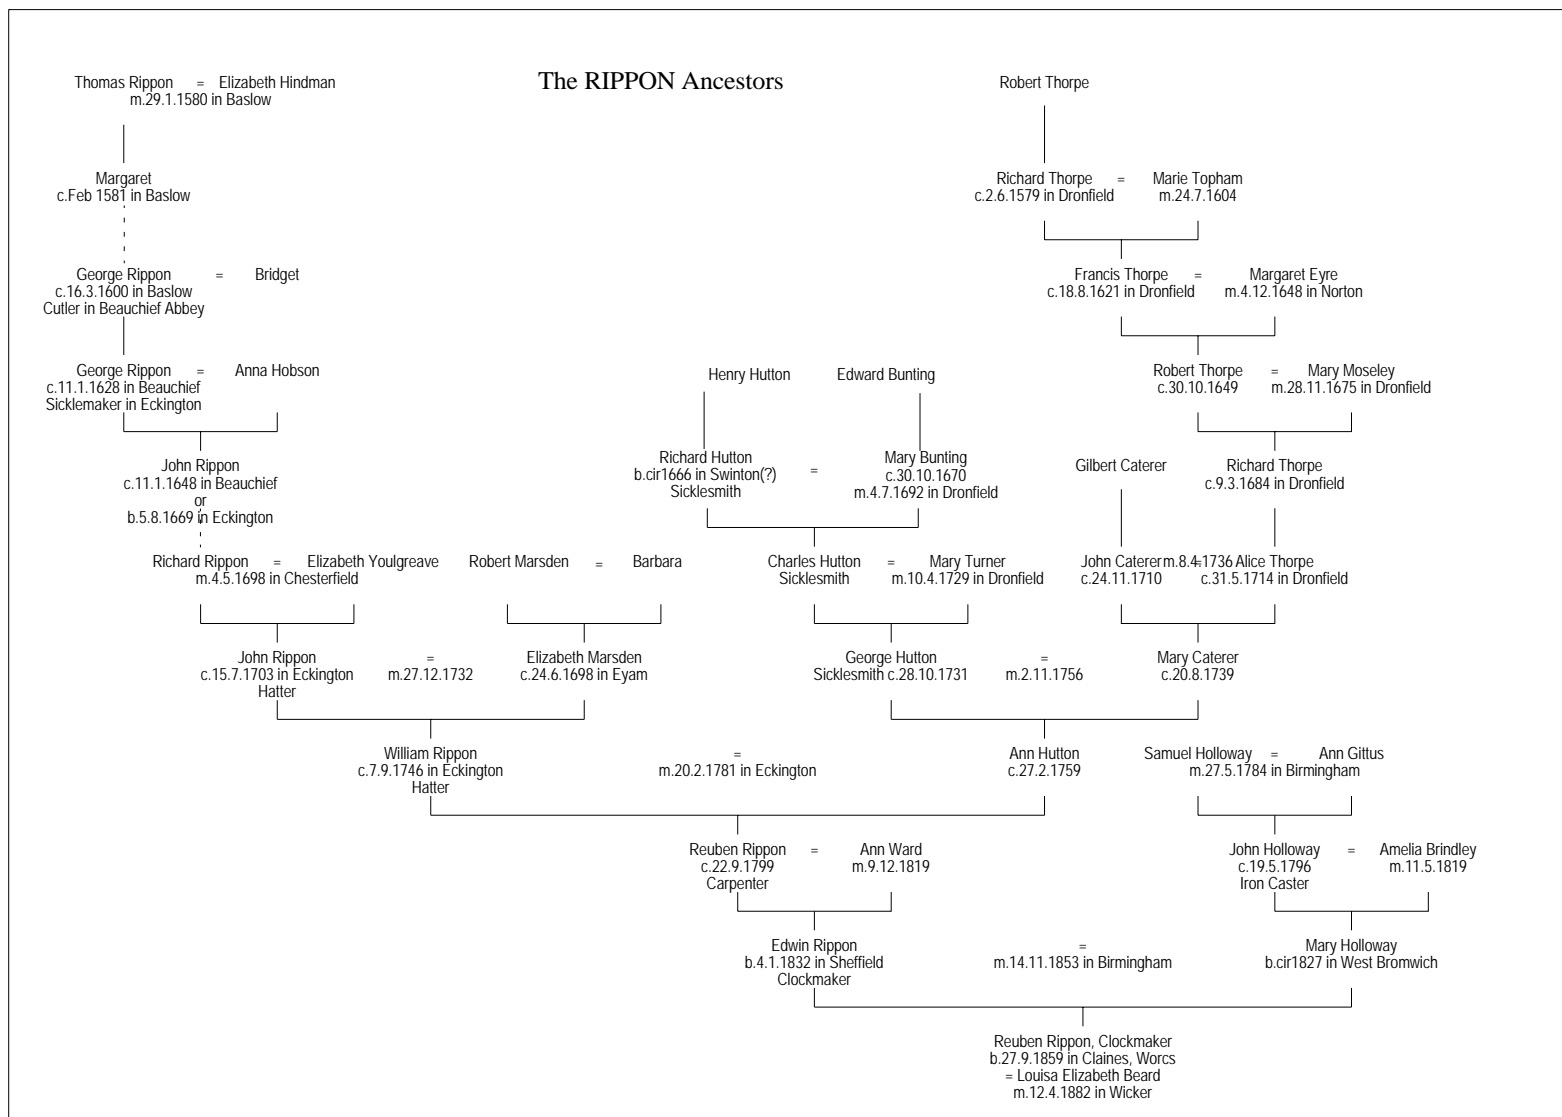 The RIPPON Ancestors
Thomas Rippon = Elizabeth Hindman
m.29.1.1580 in Baslow
Robert Thorpe
Margaret
c.Feb 1581 in Baslow
Richard Thorpe = Marie Topham
c.2.6.1579 in Dronfield m.24.7.1604
George Rippon = Bridget
c.16.3.1600 in Baslow
Cutler in Beauchief Abbey
Francis Thorpe = Margaret Eyre
c.18.8.1621 in Dronfield m.4.12.1648 in Norton
George Rippon = Anna Hobson
c.11.1.1628 in Beauchief
Sicklemaker in Eckington
Henry Hutton Edward Bunting
Robert Thorpe = Mary Moseley
c.30.10.1649 m.28.11.1675 in Dronfield
John Rippon
c.11.1.1648 in Beauchief
or
b.5.8.1669 in Eckington
Richard Hutton = Mary Bunting
b.cir1666 in Swinton(?) c.30.10.1670
Sicklesmith m.4.7.1692 in Dronfield
Gilbert Caterer Richard Thorpe
c.9.3.1684 in Dronfield
Richard Rippon = Elizabeth Youlgreave
m.4.5.1698 in Chesterfield
Robert Marsden = Barbara
Charles Hutton = Mary Turner
Sicklesmith m.10.4.1729 in Dronfield
John Caterer m.8.4.1736 = Alice Thorpe
c.24.11.1710 c.31.5.1714 in Dronfield
John Rippon = Elizabeth Marsden
c.15.7.1703 in Eckington m.27.12.1732 c.24.6.1698 in Eyam
Hatter
George Hutton = Mary Caterer
Sicklesmith c.28.10.1731 m.2.11.1756 c.20.8.1739
William Rippon = Ann Hutton
c.7.9.1746 in Eckington m.20.2.1781 in Eckington c.27.2.1759
Hatter
Samuel Holloway = Ann Gittus
m.27.5.1784 in Birmingham
Reuben Rippon = Ann Ward
c.22.9.1799 m.9.12.1819
Carpenter
John Holloway = Amelia Brindley
c.19.5.1796 m.11.5.1819
Iron Caster
Edwin Rippon = Mary Holloway
b.4.1.1832 in Sheffield m.14.11.1853 in Birmingham b.cir1827 in West Bromwich
Clockmaker
Reuben Rippon, Clockmaker
b.27.9.1859 in Claines, Worcs
= Louisa Elizabeth Beard
m.12.4.1882 in Wicker